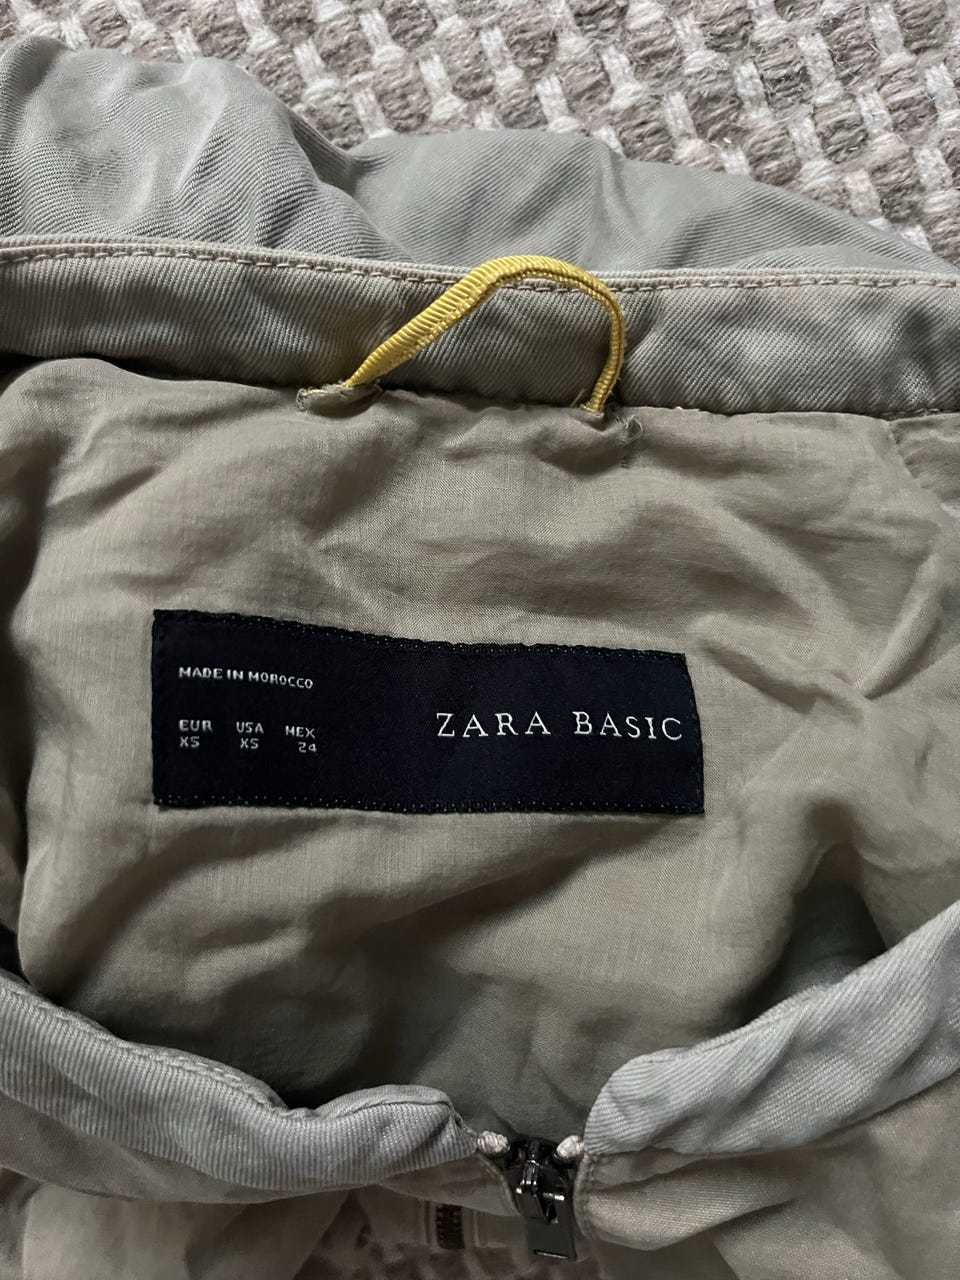 MADE IN MOROCCO
EUR USA MEX
XS XS 24
ZARA BASIC